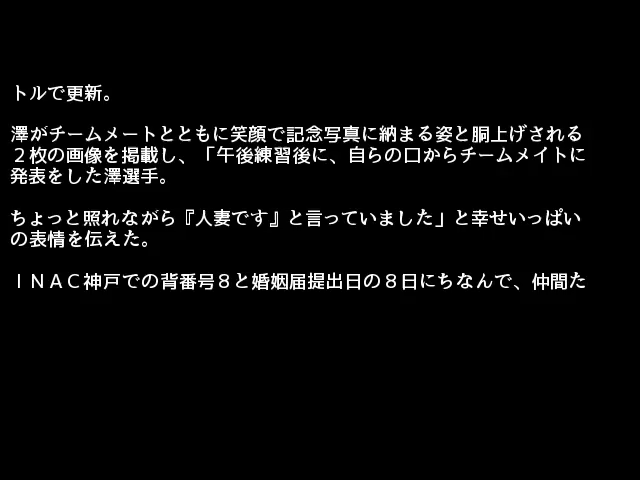 トルで更新。
澤がチームメートとともに笑顔で記念写真に納まる姿と胴上げされる
２枚の画像を掲載し、「午後練習後に、自らの口からチームメイトに
発表をした澤選手。
ちょっと照れながら『人妻です』と言っていました」と幸せいっぱい
の表情を伝えた。
ＩＮＡＣ神戸での背番号８と婚姻届提出日の８日にちなんで、仲間た